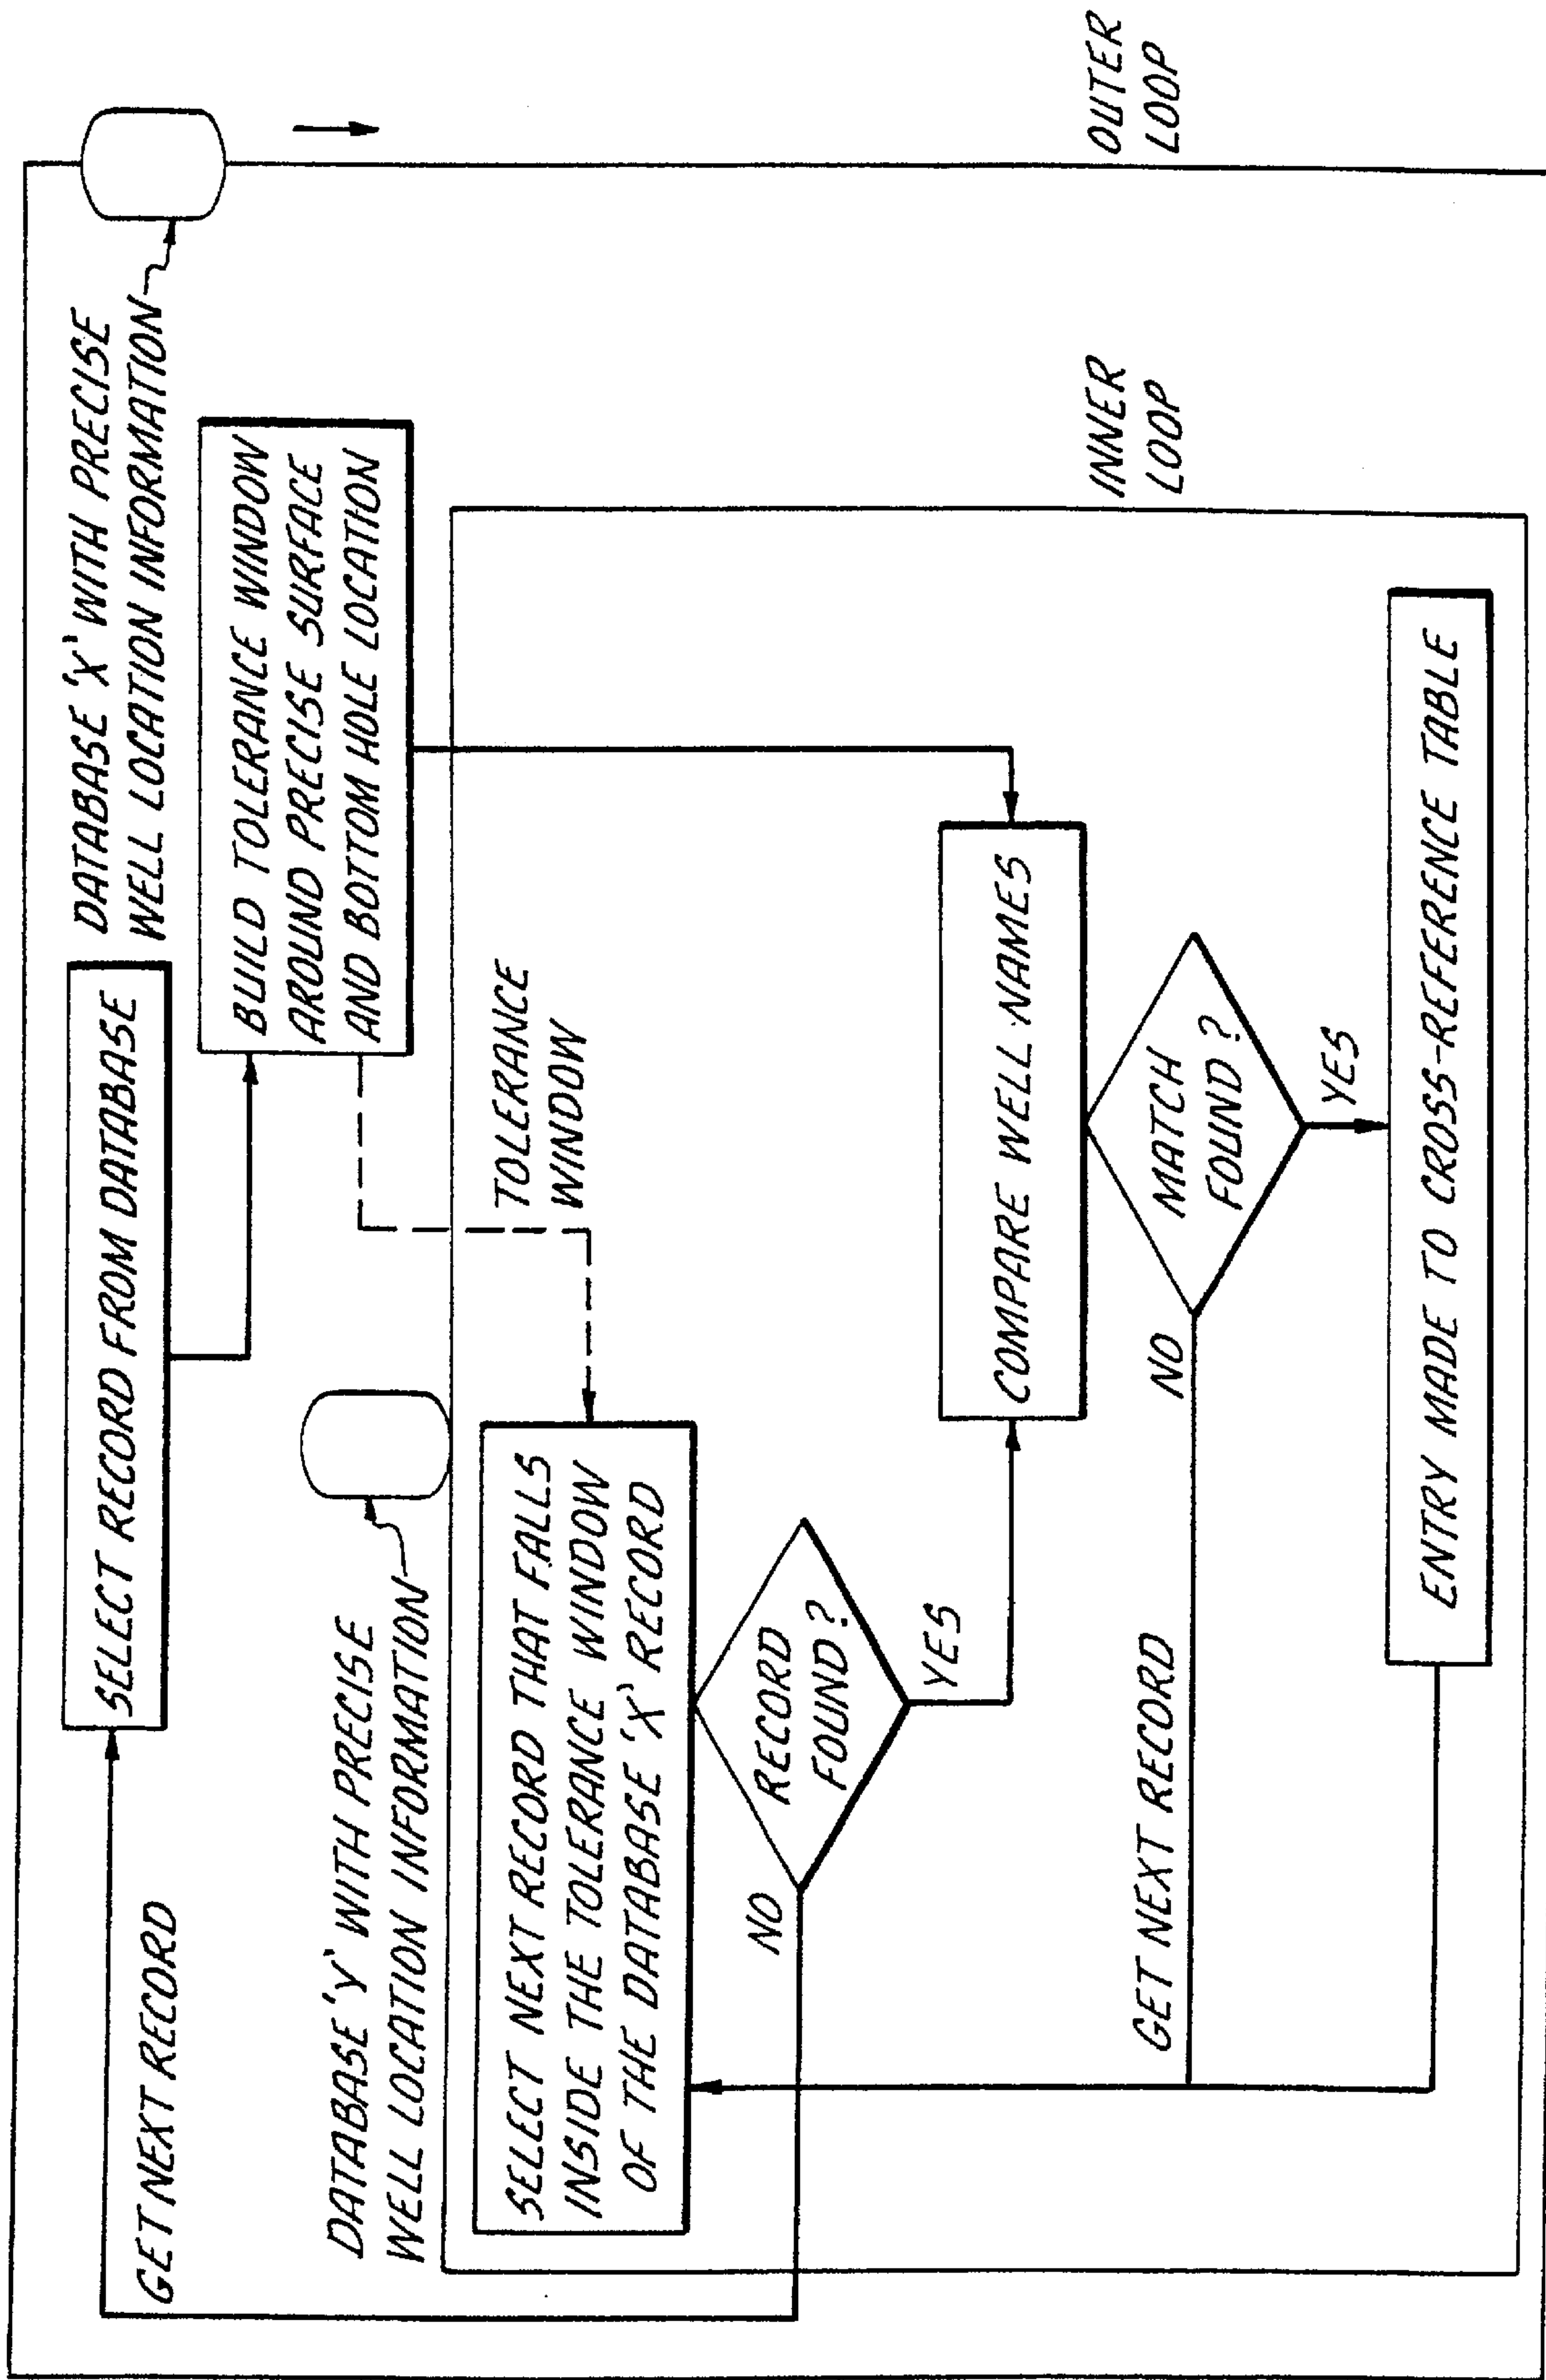 GET NEXT RECORD
SELECT RECORD FROM DATABASE
DATABASE 'X' WITH PRECISE
WELL LOCATION INFORMATION
BUILD TOLERANCE WINDOW
AROUND PRECISE SURFACE
AND BOTTOM HOLE LOCATION
DATABASE 'Y' WITH PRECISE
WELL LOCATION INFORMATION
TOLERANCE
WINDOW
SELECT NEXT RECORD THAT FALLS
INSIDE THE TOLERANCE WINDOW
OF THE DATABASE 'X' RECORD
RECORD
FOUND?
NO
YES
COMPARE WELL NAMES
MATCH
FOUND?
NO
YES
GET NEXT RECORD
ENTRY MADE TO CROSS-REFERENCE TABLE
INNER
LOOP
OUTER
LOOP